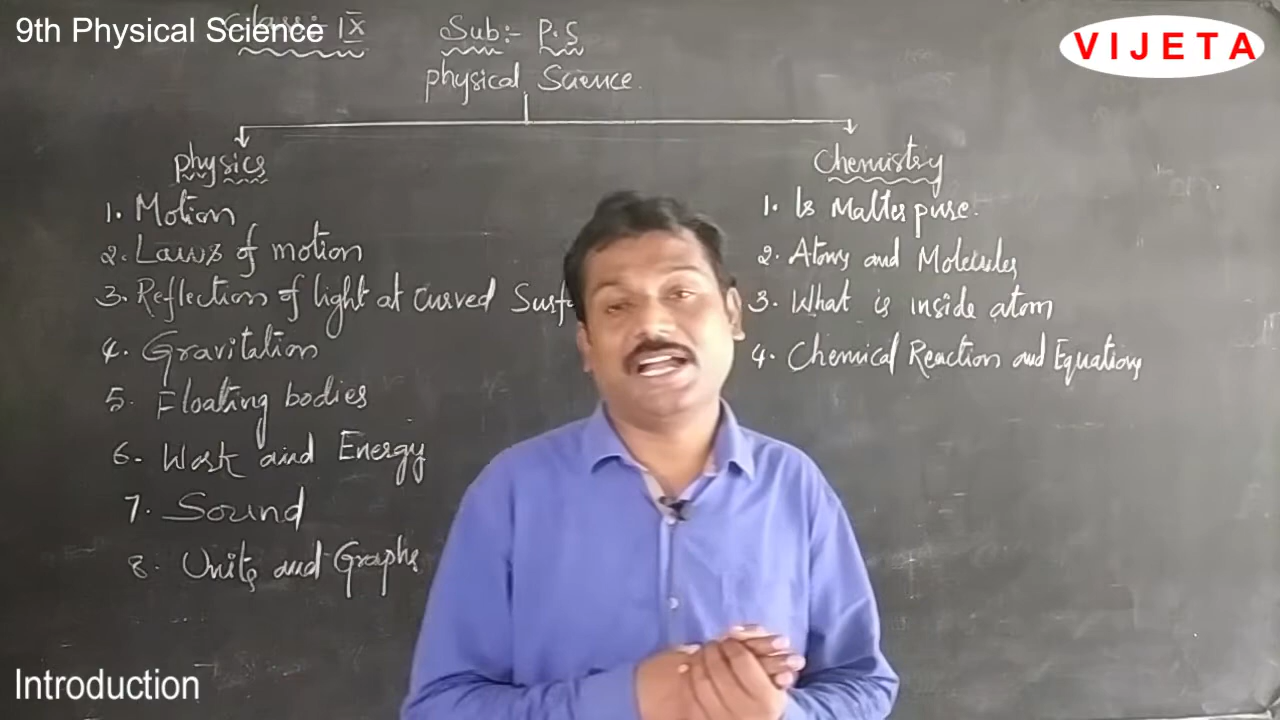 9th Physical Science
Class:- IX
Sub:- P.S
VIJETA
physical Science.
physics
1. Motion
2. Laws of motion
3. Reflection of light at curved Surf
4. Gravitation
5. Floating bodies
6. Work and Energy
7. Sound
8. Units and Graphs
Chemistry
1. Is Matter pure.
2. Atoms and Molecules
3. What is inside atom
4. Chemical Reaction and Equations
Introduction